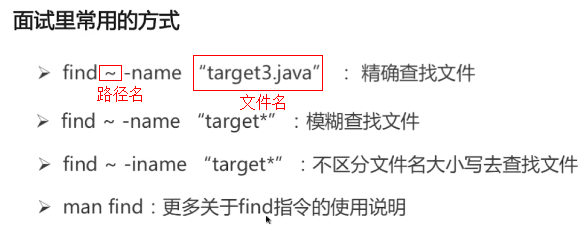 面试里常用的方式
➢ find ~ -name “target3.java” ： 精确查找文件
路径名 文件名
➢ find ~ -name “target*” ：模糊查找文件
➢ find ~ -iname “target*” ：不区分文件名大小写去查找文件
➢ man find：更多关于find指令的使用说明